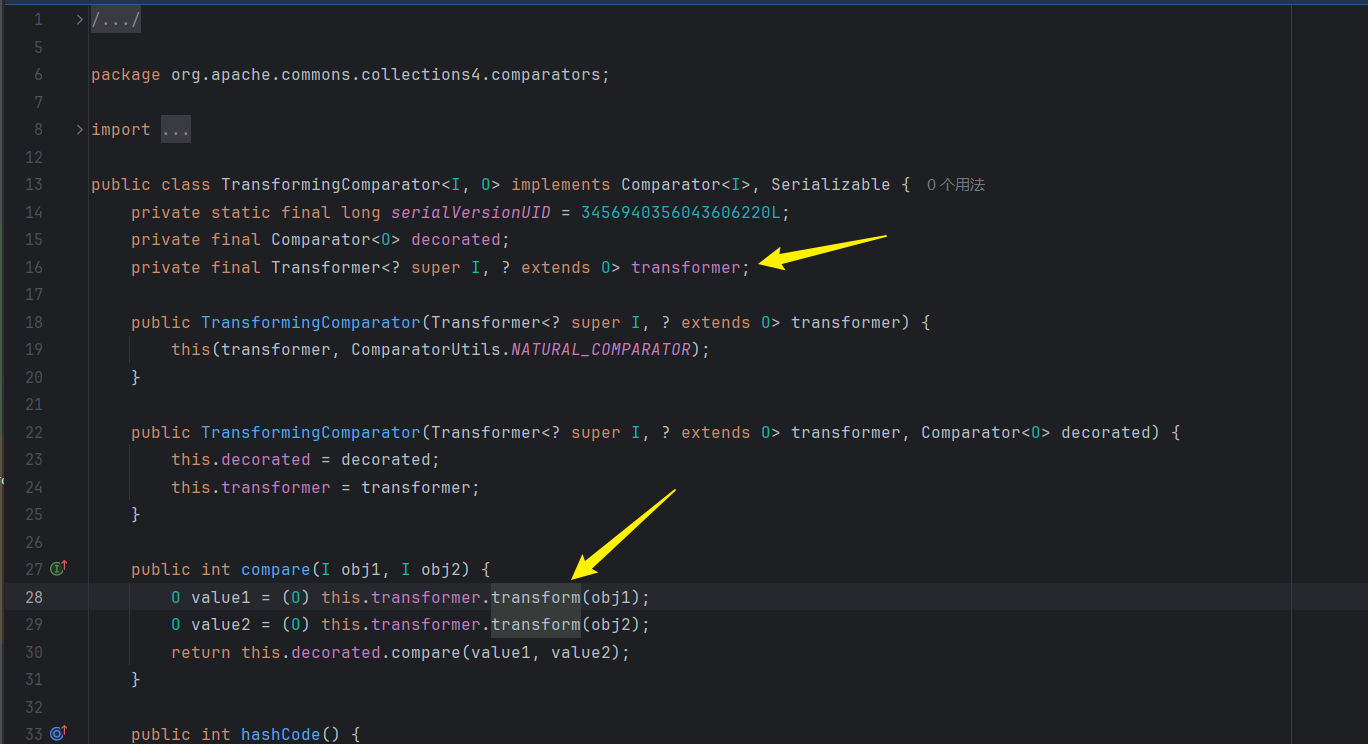 1 /.../
5
6 package org.apache.commons.collections4.comparators;
7
8 import ...
12
13 public class TransformingComparator<I, O> implements Comparator<I>, Serializable { 0 个用法
14 private static final long serialVersionUID = 3456940356043606220L;
15 private final Comparator<O> decorated;
16 private final Transformer<? super I, ? extends O> transformer;
17
18 public TransformingComparator(Transformer<? super I, ? extends O> transformer) {
19 this(transformer, ComparatorUtils.NATURAL_COMPARATOR);
20 }
21
22 public TransformingComparator(Transformer<? super I, ? extends O> transformer, Comparator<O> decorated) {
23 this.decorated = decorated;
24 this.transformer = transformer;
25 }
26
27 public int compare(I obj1, I obj2) {
28 O value1 = (O) this.transformer.transform(obj1);
29 O value2 = (O) this.transformer.transform(obj2);
30 return this.decorated.compare(value1, value2);
31 }
32
33 public int hashCode() {